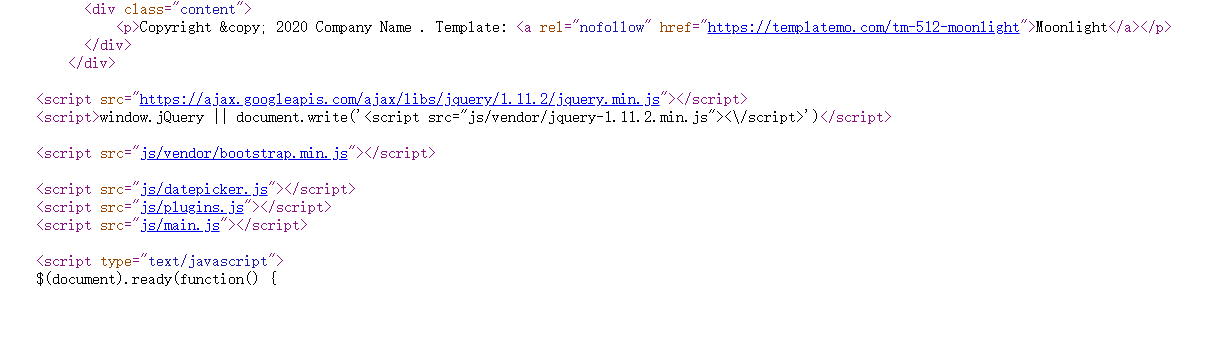 <div class="content">
<p>Copyright &copy; 2020 Company Name . Template: <a rel="nofollow" href="https://templatemo.com/tm-512-moonlight">Moonlight</a></p>
</div>
</div>
<script src="https://ajax.googleapis.com/ajax/libs/jquery/1.11.2/jquery.min.js"></script>
<script>window.jQuery || document.write('<script src="js/vendor/jquery-1.11.2.min.js"><\/script>')</script>
<script src="js/vendor/bootstrap.min.js"></script>
<script src="js/datepicker.js"></script>
<script src="js/plugins.js"></script>
<script src="js/main.js"></script>
<script type="text/javascript">
$(document).ready(function() {